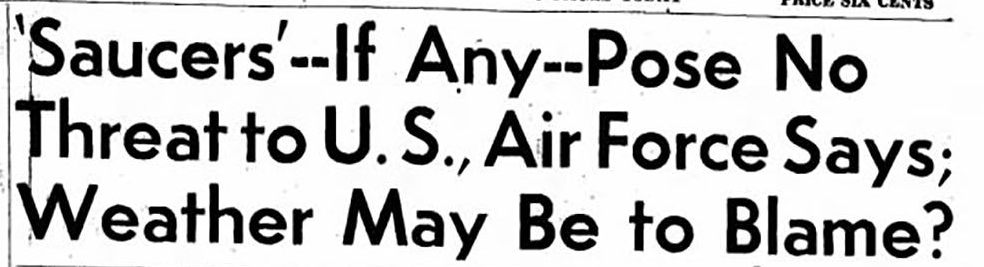 PRICE SIX CENTS
'Saucers'--If Any--Pose No
Threat to U. S., Air Force Says;
Weather May Be to Blame?